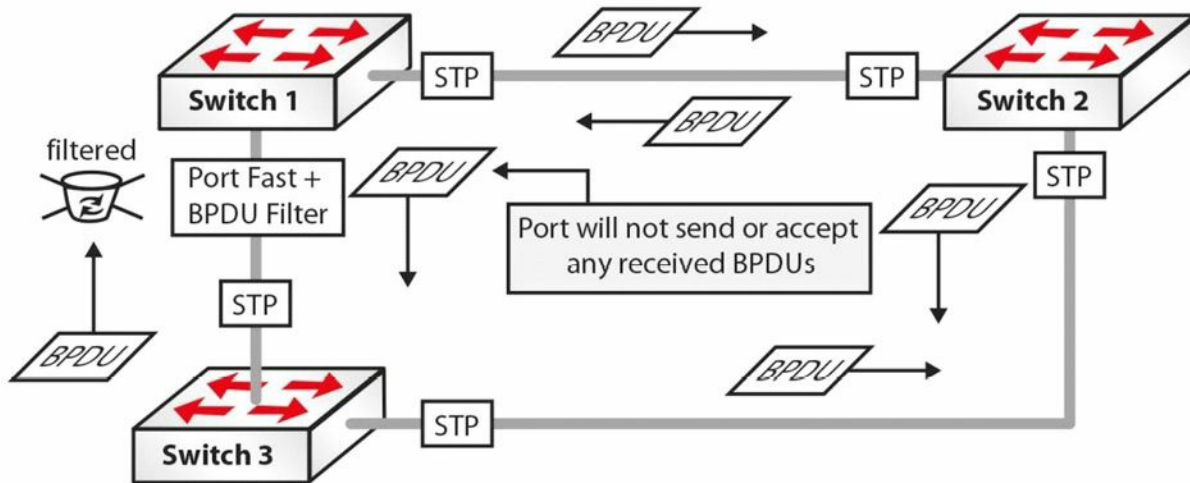 BPDU
STP
STP
Switch 1
Switch 2
BPDU
filtered
Port Fast +
BPDU Filter
BPDU
STP
BPDU
Port will not send or accept
any received BPDUs
STP
BPDU
BPDU
Switch 3
STP